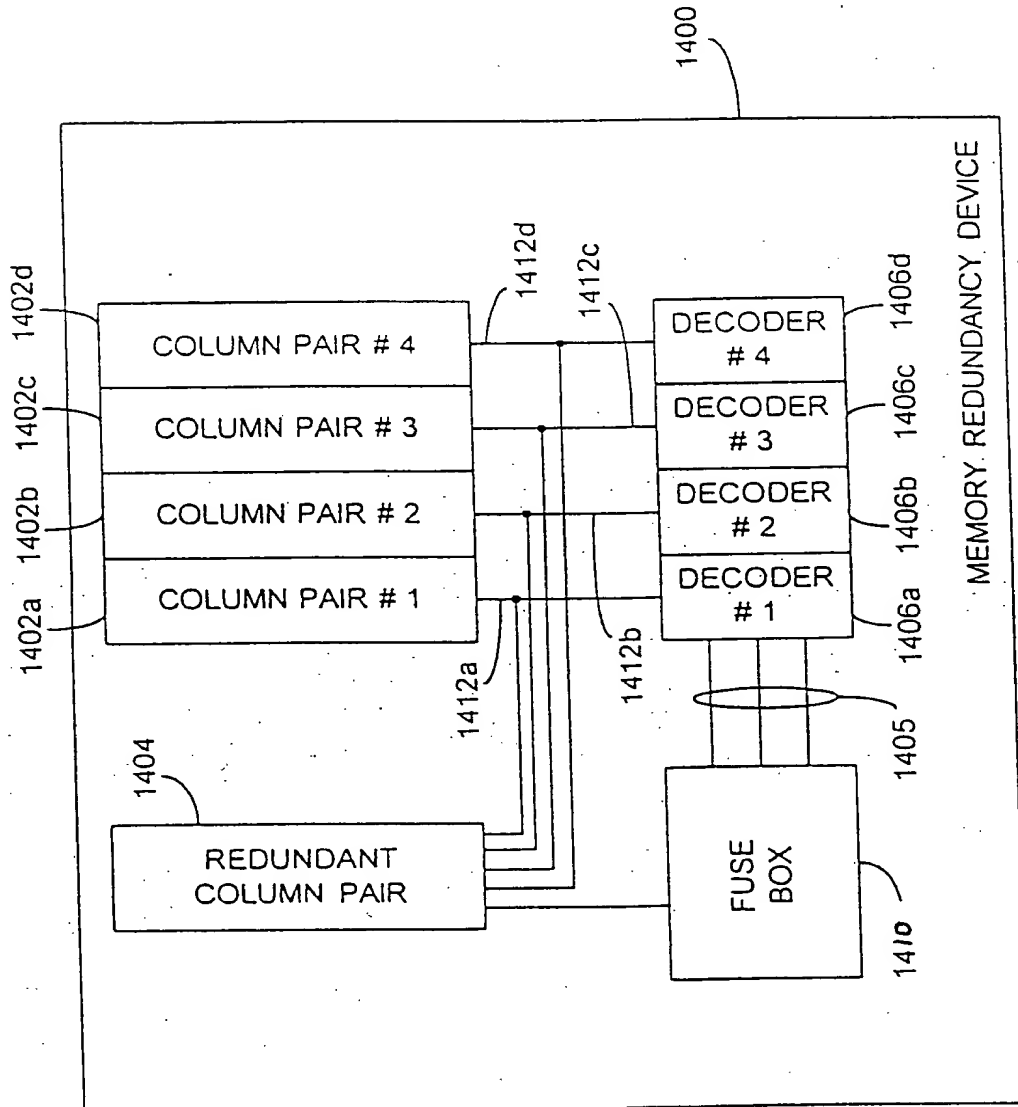 1400
1402a
1402b
1402c
1402d
COLUMN PAIR # 1
COLUMN PAIR # 2
COLUMN PAIR # 3
COLUMN PAIR # 4
1404
REDUNDANT
COLUMN PAIR
1412a
1412b
1412c
1412d
DECODER
# 1
DECODER
# 2
DECODER
# 3
DECODER
# 4
1406a
1406b
1406c
1406d
1405
FUSE
BOX
1410
MEMORY REDUNDANCY DEVICE